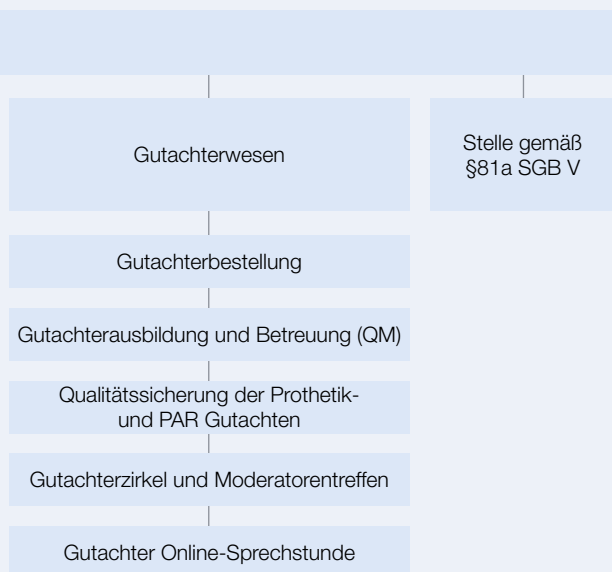 Gutachterwesen
Stelle gemäß
§81a SGB V
Gutachterbestellung
Gutachterausbildung und Betreuung (QM)
Qualitätssicherung der Prothetik-
und PAR Gutachten
Gutachterzirkel und Moderatorentreffen
Gutachter Online-Sprechstunde